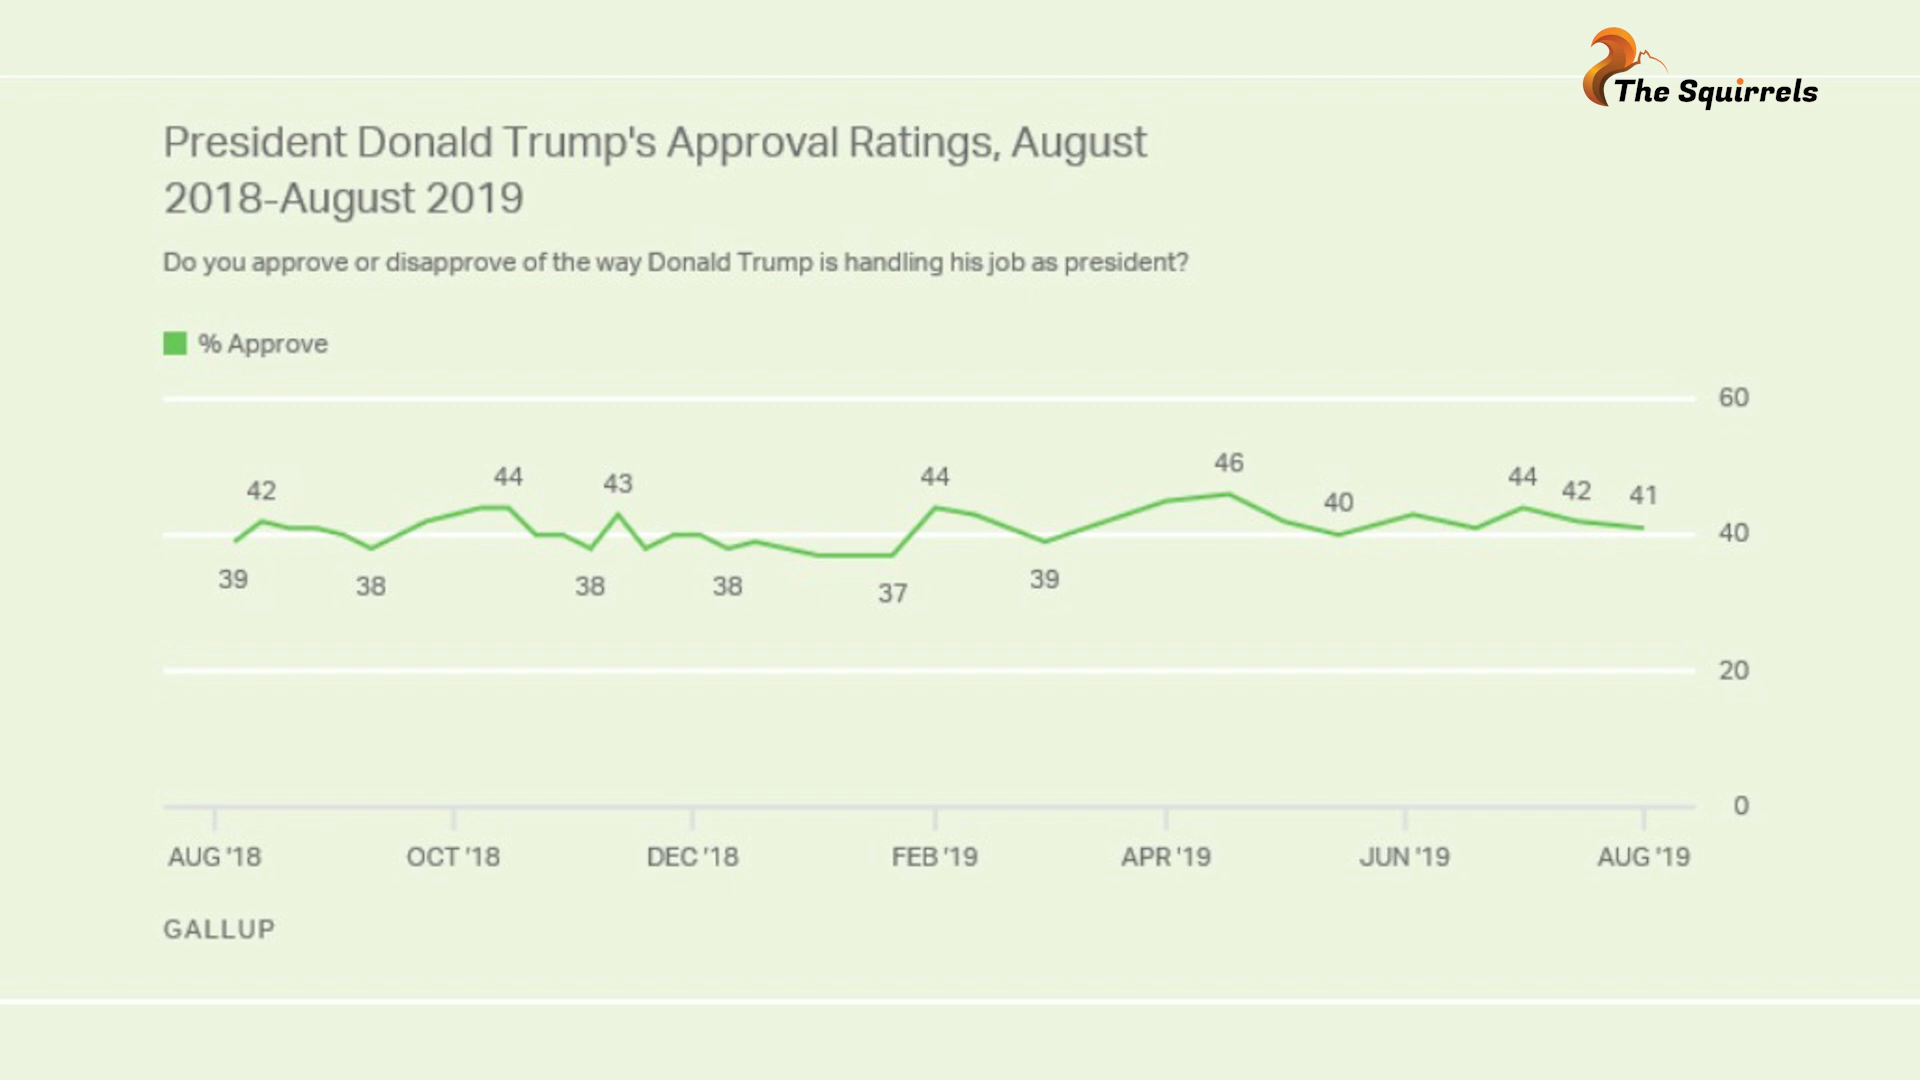 The Squirrels
President Donald Trump's Approval Ratings, August
2018-August 2019
Do you approve or disapprove of the way Donald Trump is handling his job as president?
% Approve
60
46
44
44
44
43
42
42
41
40
40
39
38
38
38
37
39
20
0
AUG '18
OCT '18
DEC '18
FEB '19
APR '19
JUN '19
AUG '19
GALLUP